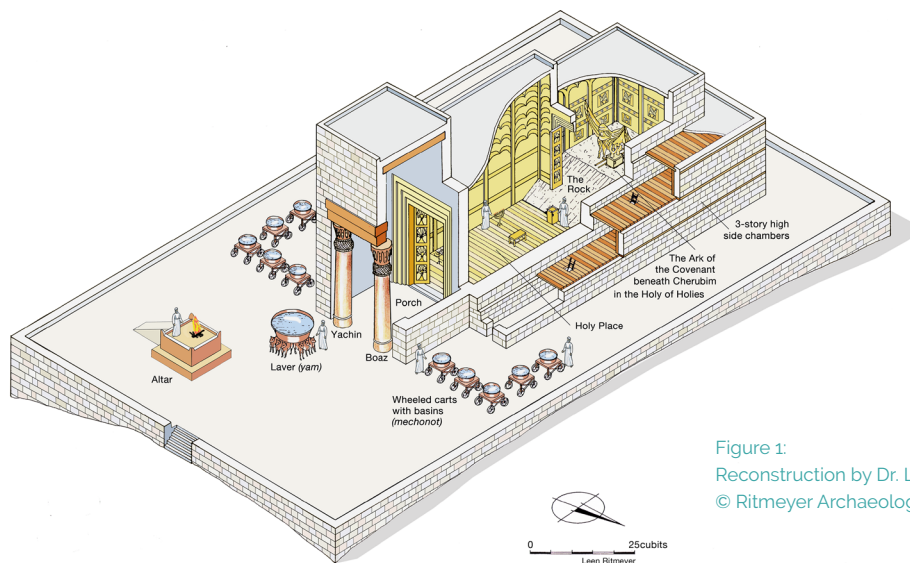 The
Rock
3-story high
side chambers
The Ark of
the Covenant
beneath Cherubim
in the Holy of Holies
Porch
Holy Place
Yachin
Boaz
Laver (yam)
Altar
Wheeled carts
with basins
(mechonot)
Figure 1:
Reconstruction by Dr. L
© Ritmeyer Archaeolog
0 25cubits
Leen Ritmeyer